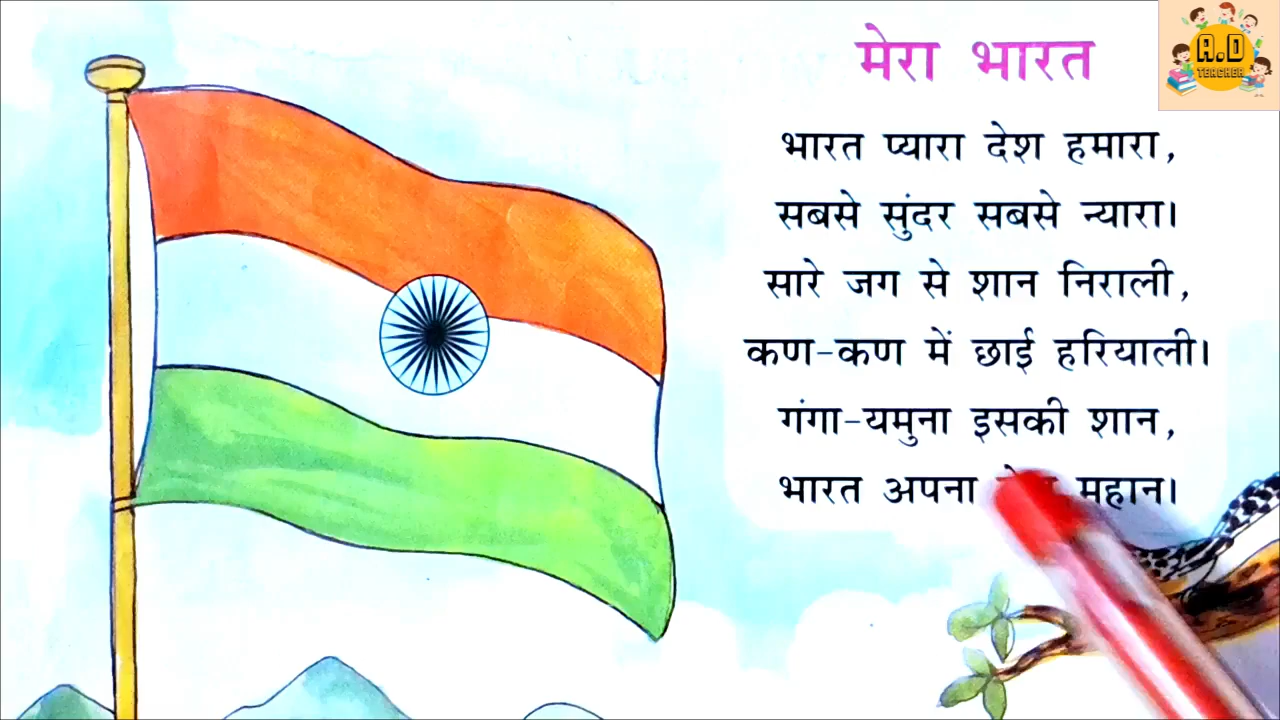 मेरा भारत
A.D
TEACHER
भारत प्यारा देश हमारा,
सबसे सुंदर सबसे न्यारा।
सारे जग से शान निराली,
कण-कण में छाई हरियाली।
गंगा-यमुना इसकी शान,
भारत अपना महान।